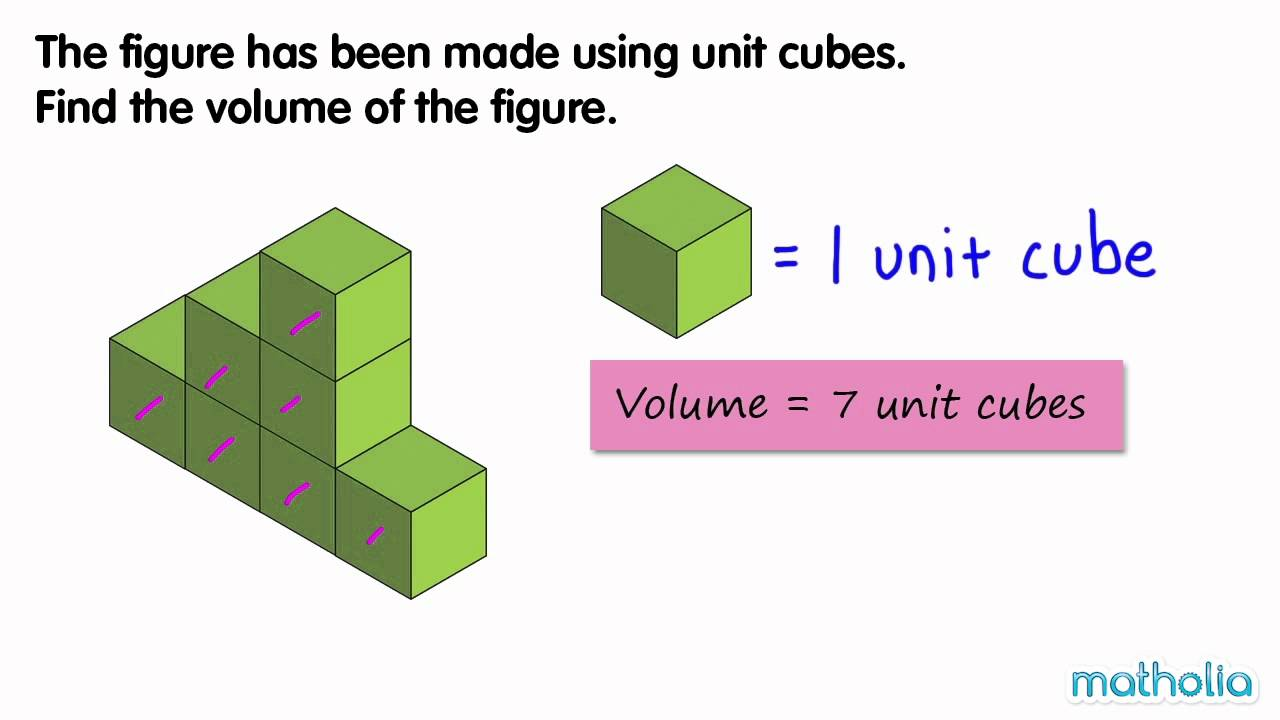 The figure has been made using unit cubes.
Find the volume of the figure.
= 1 unit cube
Volume = 7 unit cubes
matholia